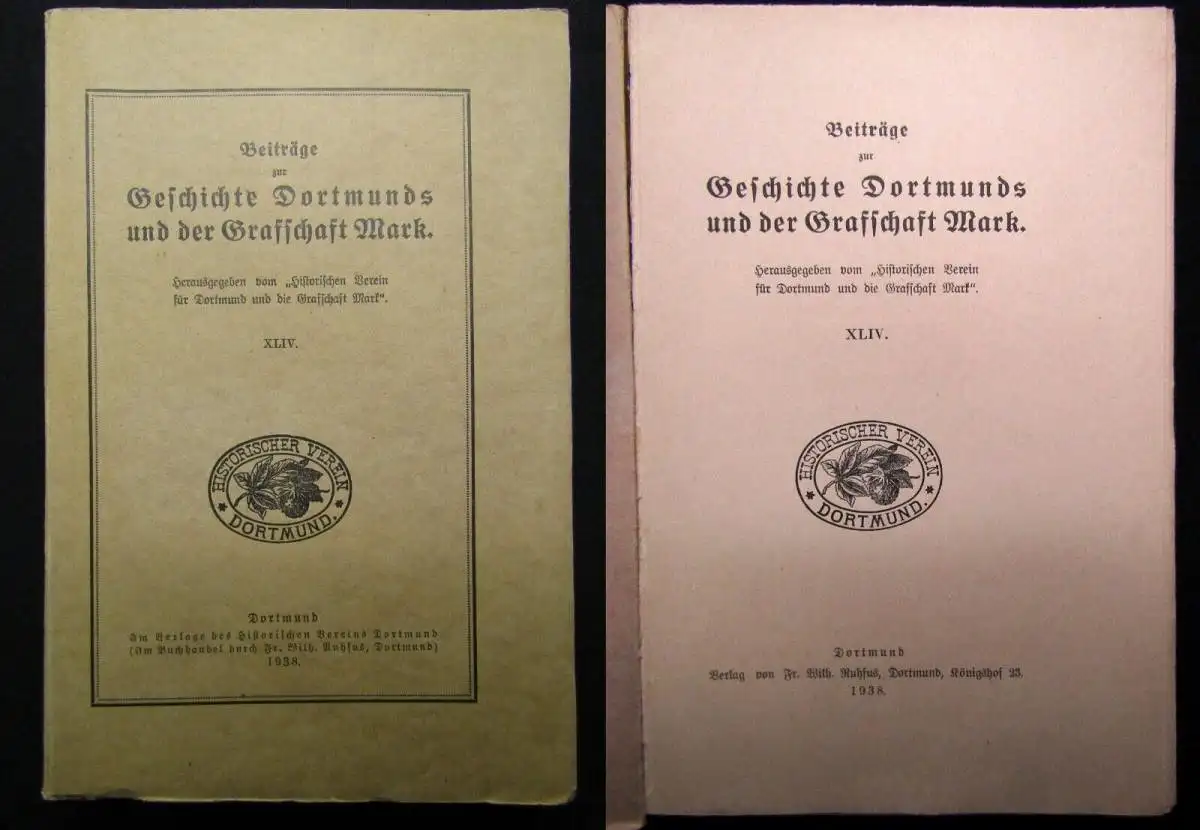 Beiträge
zur
Geschichte Dortmunds
und der Grafschaft Mark.
Herausgegeben vom „Historischen Verein
für Dortmund und die Grafschaft Mark“.
XLIV.
HISTORISCHER VEREIN
* DORTMUND. *
Dortmund
Im Verlage des Historischen Vereins Dortmund
(Im Buchhandel durch Fr. Wilh. Ruhfus, Dortmund)
1938.
Beiträge
zur
Geschichte Dortmunds
und der Grafschaft Mark.
Herausgegeben vom „Historischen Verein
für Dortmund und die Grafschaft Mark“.
XLIV.
HISTORISCHER VEREIN
* DORTMUND. *
Dortmund
Verlag von Fr. Wilh. Ruhfus, Dortmund, Königshof 23.
1938.